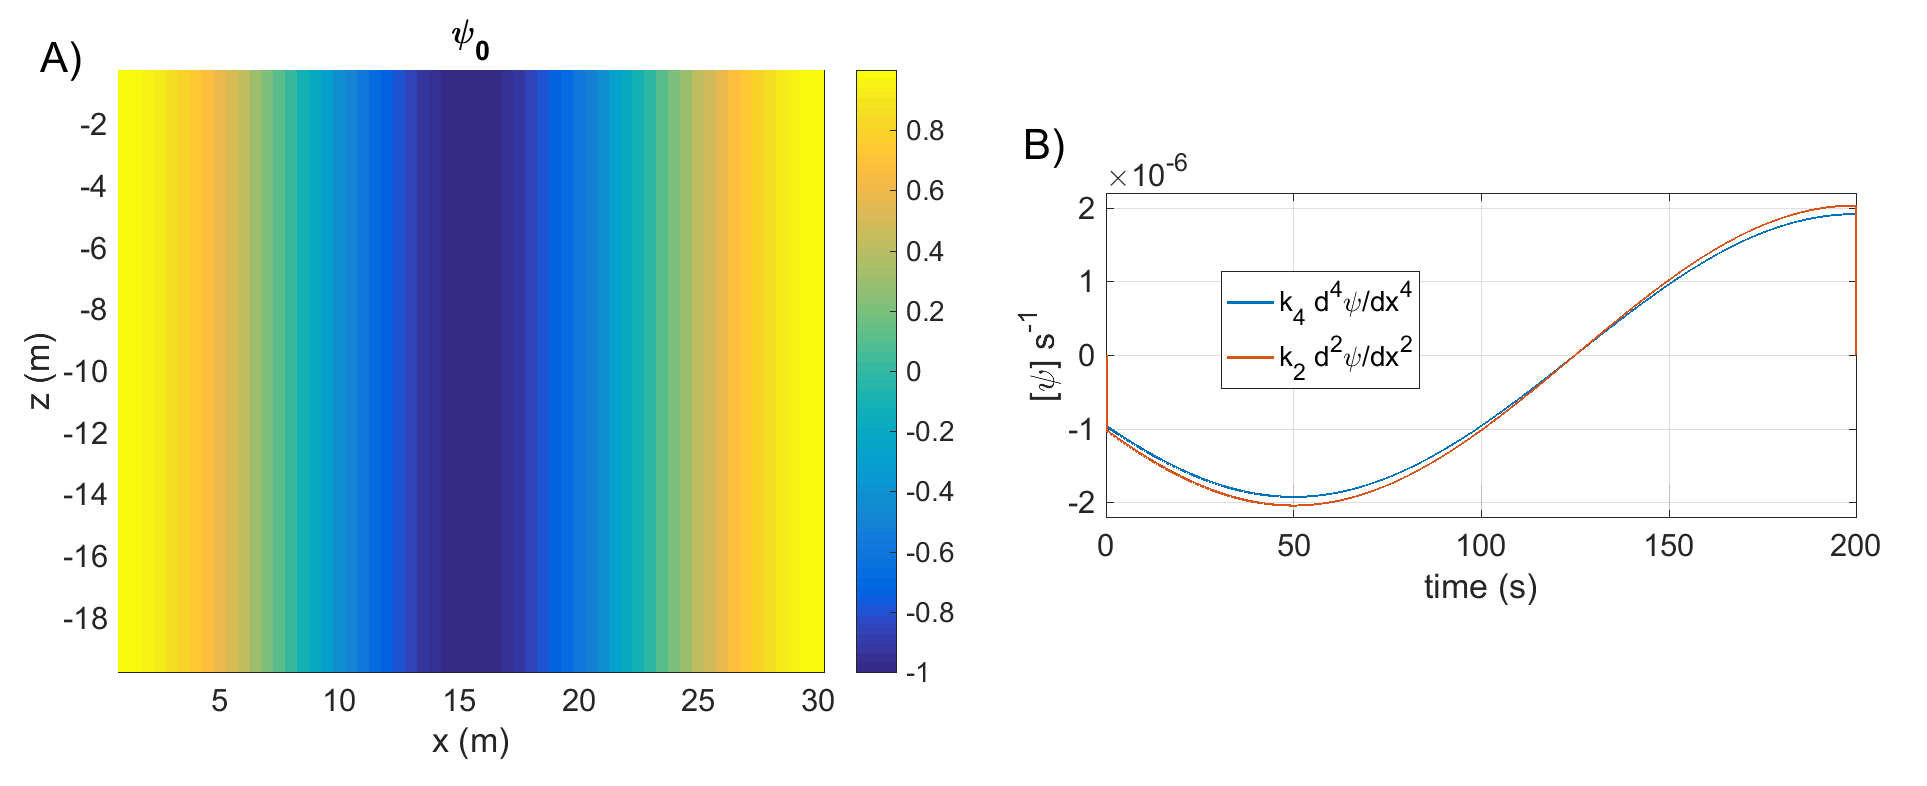 A)
ψ0
-2
-4
-6
-8
-10
-12
-14
-16
-18
z (m)
5 10 15 20 25 30
x (m)
0.8
0.6
0.4
0.2
0
-0.2
-0.4
-0.6
-0.8
-1
B)
×10-6
2
1
0
-1
-2
[ψ] s-1
k4 d4ψ/dx4
k2 d2ψ/dx2
0 50 100 150 200
time (s)